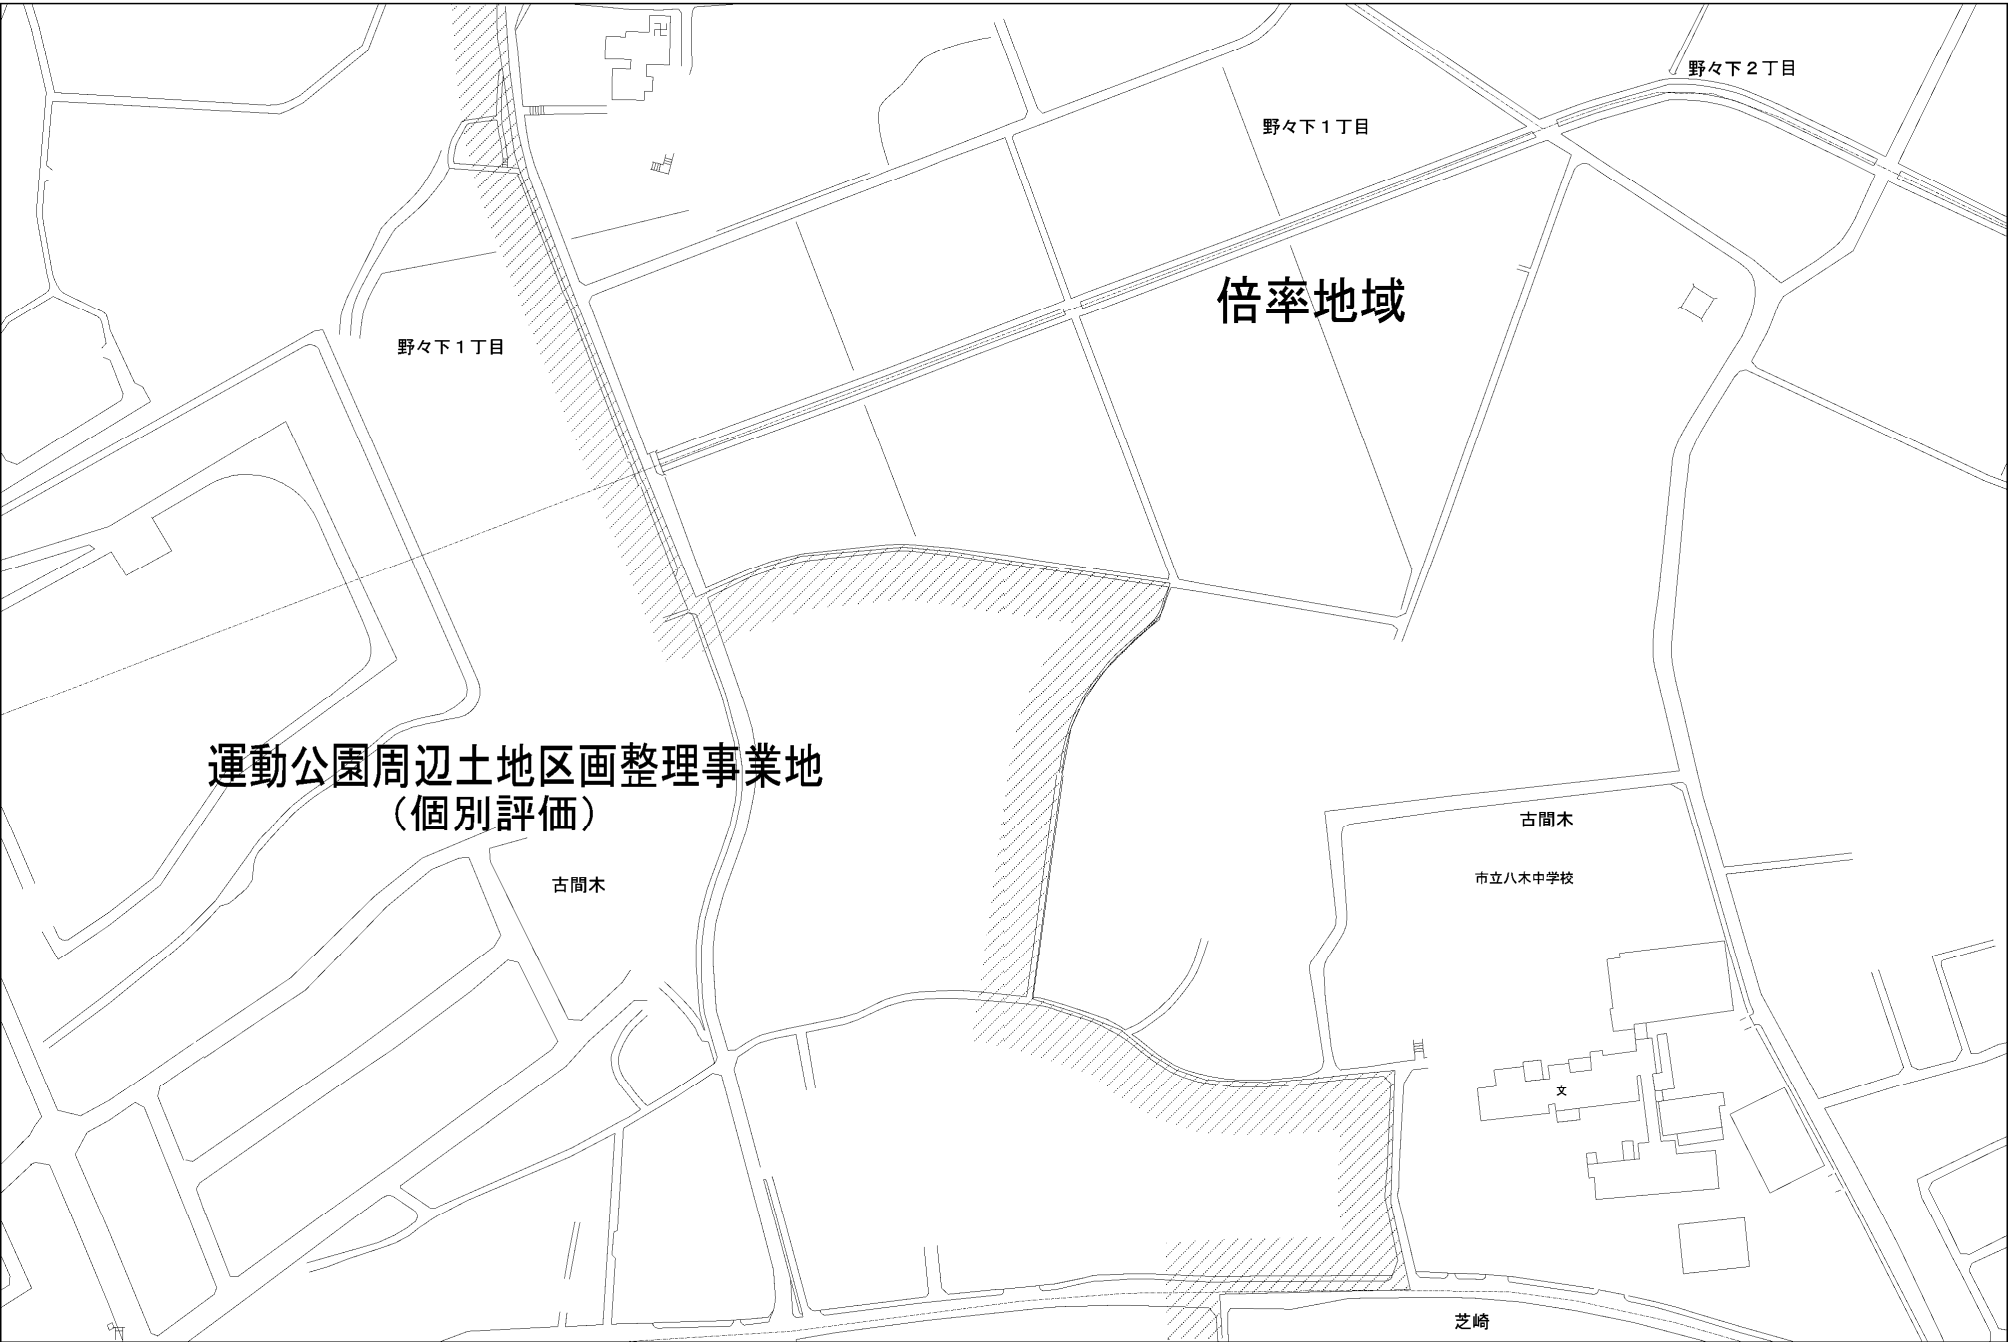 野々下２丁目
野々下１丁目
倍率地域
野々下１丁目
運動公園周辺土地区画整理事業地
（個別評価）
古間木
古間木
市立八木中学校
文
芝崎